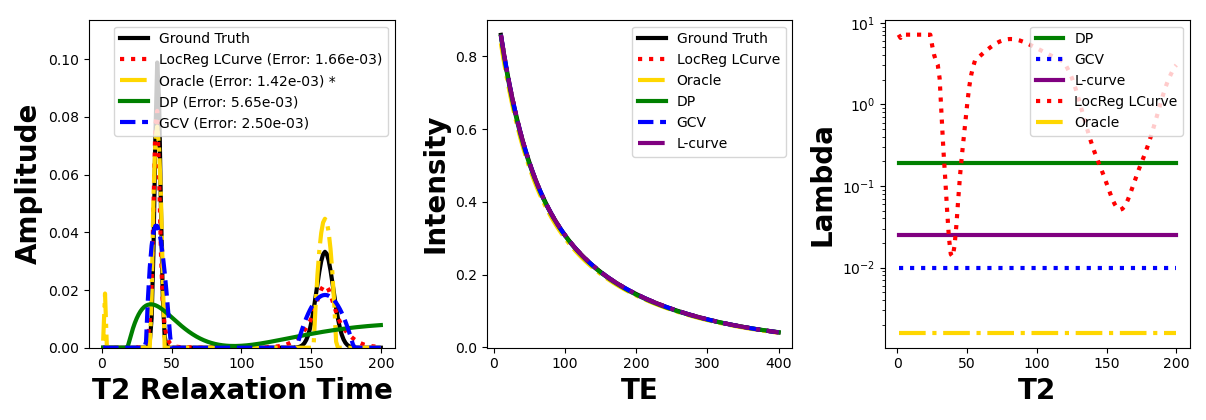 Amplitude
0.10
0.08
0.06
0.04
0.02
0.00
Ground Truth
LocReg LCurve (Error: 1.66e-03)
Oracle (Error: 1.42e-03) *
DP (Error: 5.65e-03)
GCV (Error: 2.50e-03)
0 50 100 150 200
T2 Relaxation Time
Intensity
0.8
0.6
0.4
0.2
0.0
Ground Truth
LocReg LCurve
Oracle
DP
GCV
L-curve
0 100 200 300 400
TE
Lambda
10¹
10⁰
10⁻¹
10⁻²
DP
GCV
L-curve
LocReg LCurve
Oracle
0 50 100 150 200
T2